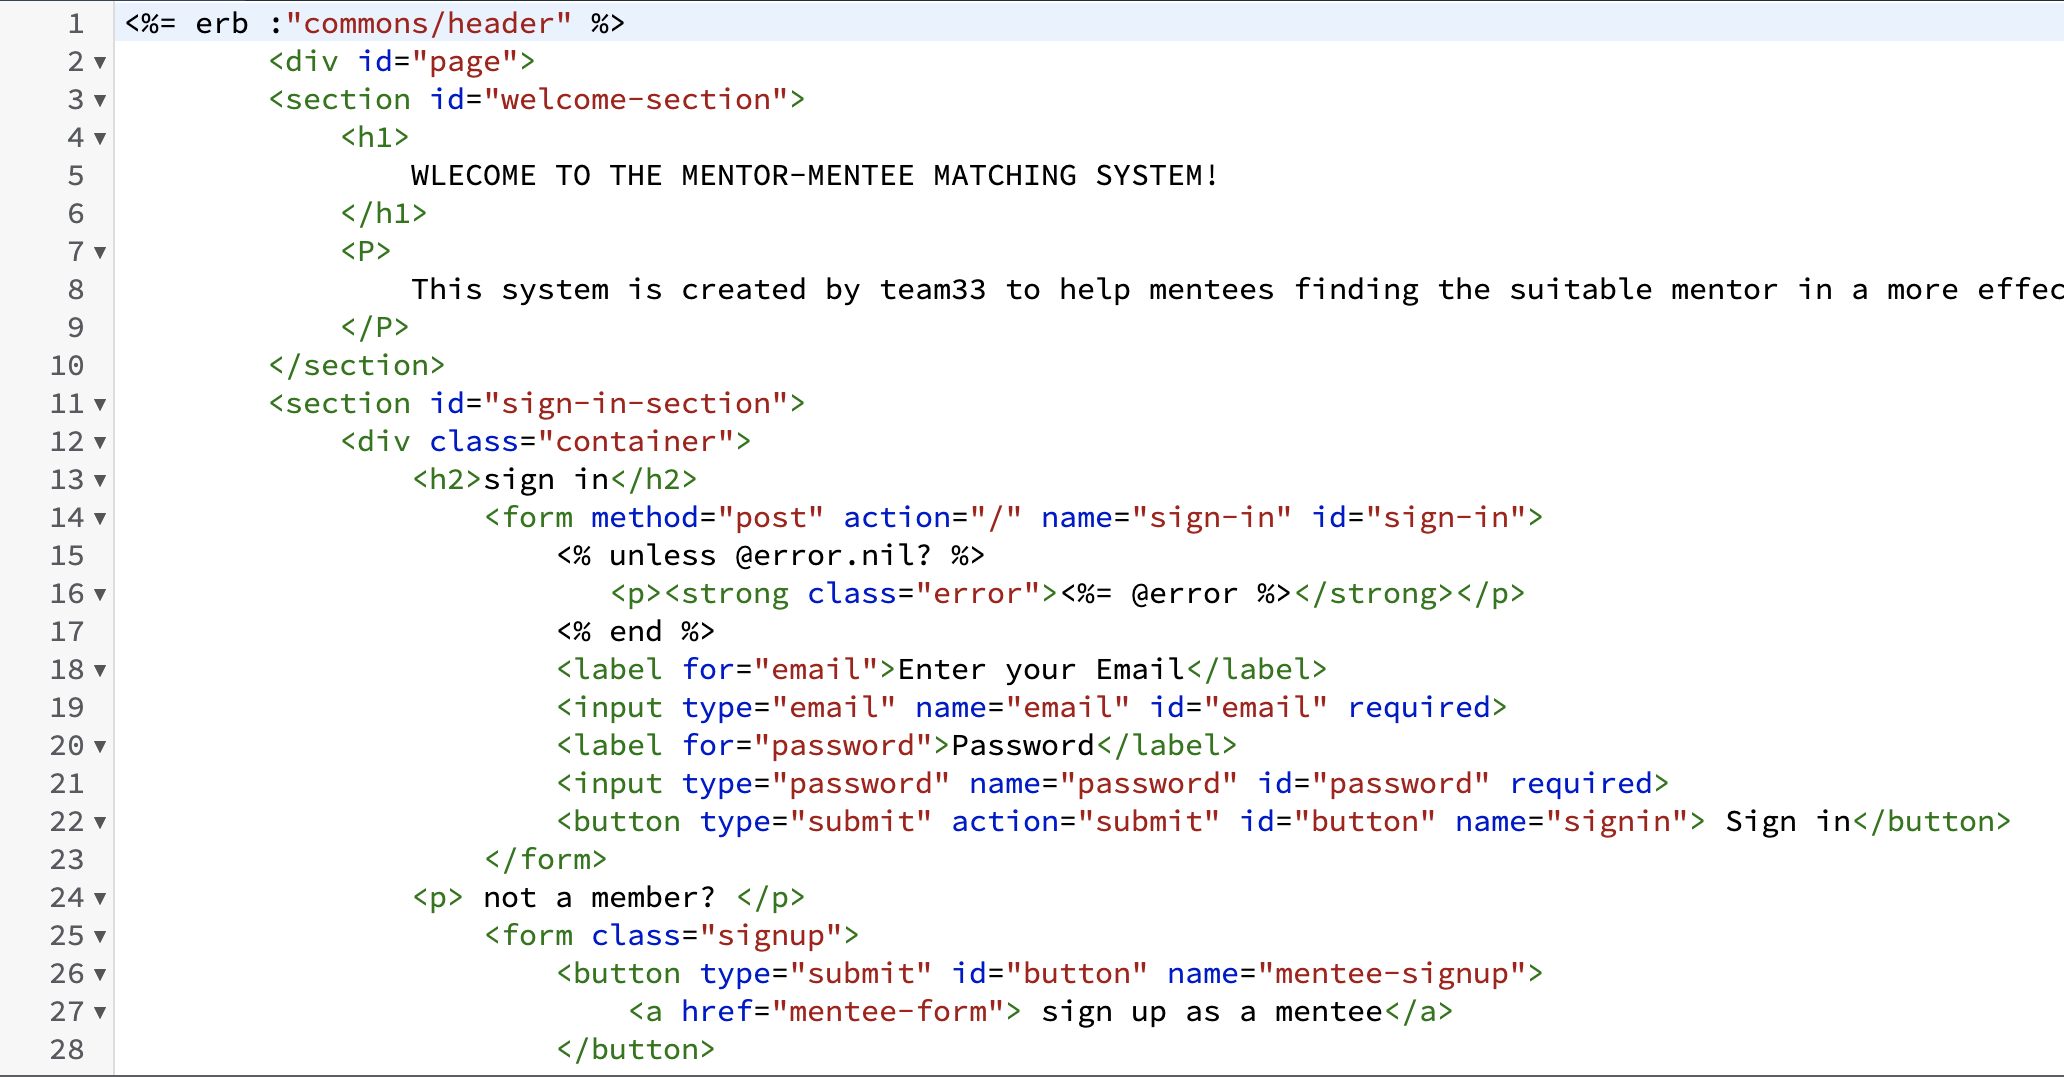 1 <%= erb :"commons/header" %>
2 <div id="page">
3 <section id="welcome-section">
4 <h1>
5 WLECOME TO THE MENTOR-MENTEE MATCHING SYSTEM!
6 </h1>
7 <P>
8 This system is created by team33 to help mentees finding the suitable mentor in a more effec
9 </P>
10 </section>
11 <section id="sign-in-section">
12 <div class="container">
13 <h2>sign in</h2>
14 <form method="post" action="/" name="sign-in" id="sign-in">
15 <% unless @error.nil? %>
16 <p><strong class="error"><%= @error %></strong></p>
17 <% end %>
18 <label for="email">Enter your Email</label>
19 <input type="email" name="email" id="email" required>
20 <label for="password">Password</label>
21 <input type="password" name="password" id="password" required>
22 <button type="submit" action="submit" id="button" name="signin"> Sign in</button>
23 </form>
24 <p> not a member? </p>
25 <form class="signup">
26 <button type="submit" id="button" name="mentee-signup">
27 <a href="mentee-form"> sign up as a mentee</a>
28 </button>